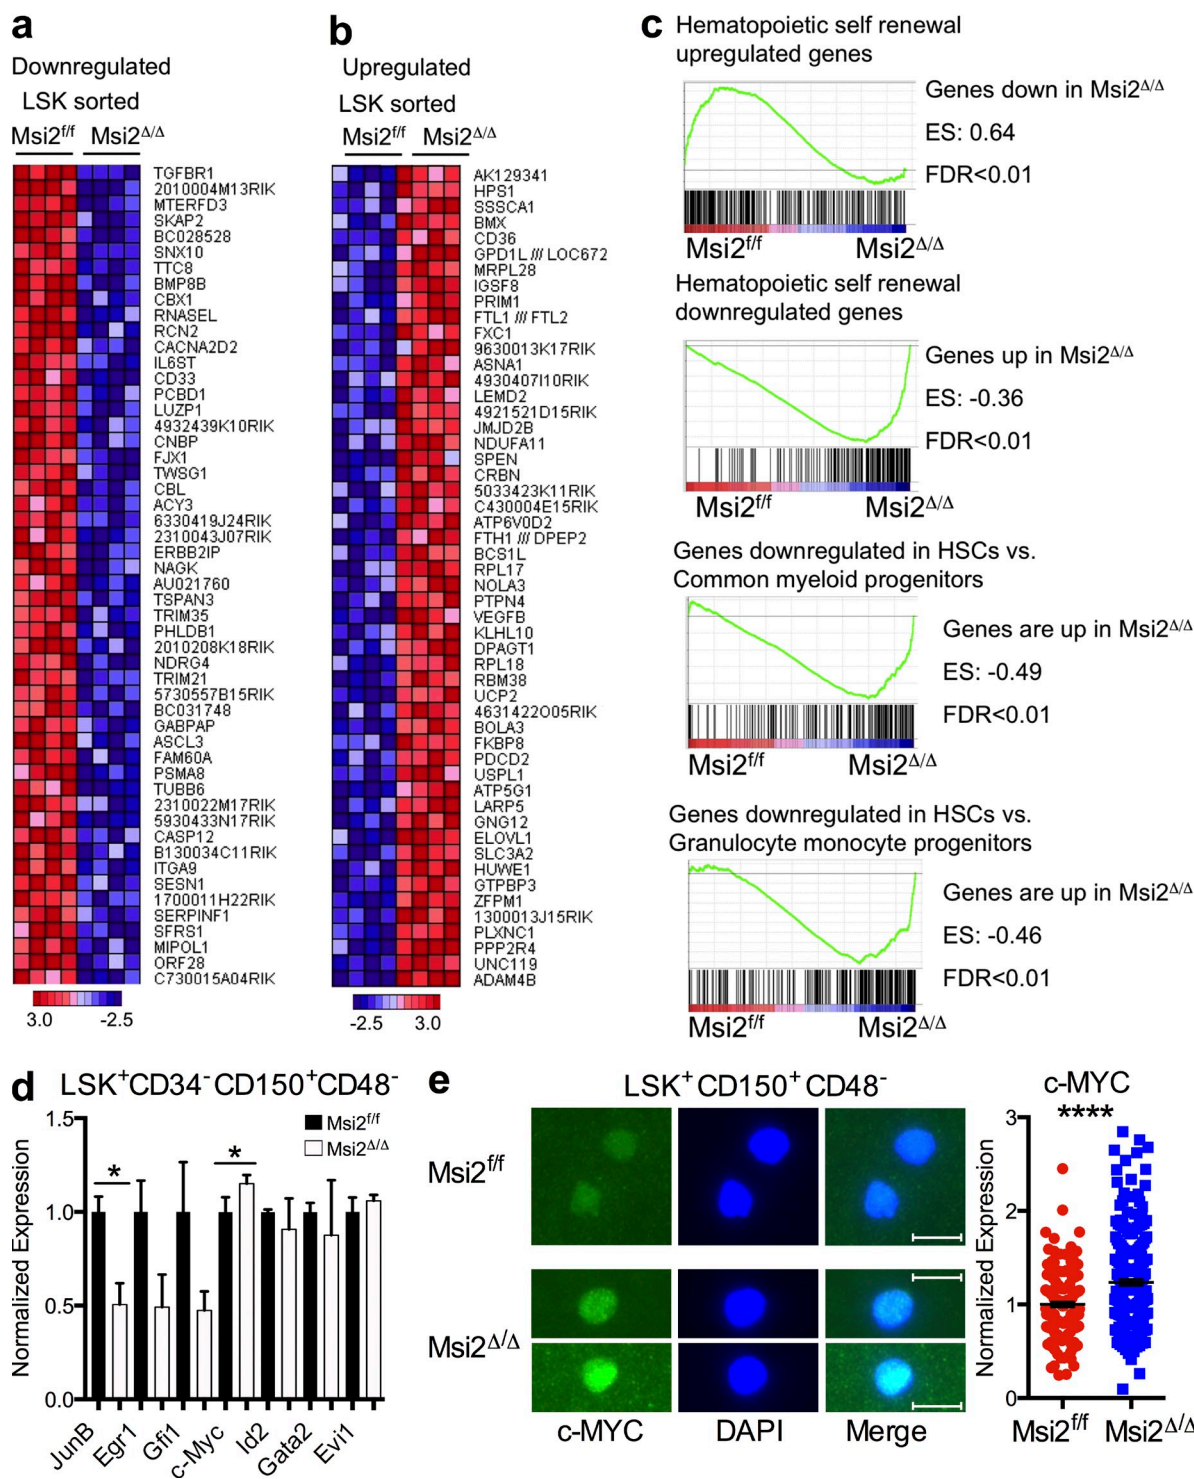 a
Downregulated
LSK sorted
Msi2f/f Msi2Δ/Δ
TGFBR1
2010004M13RIK
MTERFD3
SKAP2
BC028528
SNX10
TTC8
BMP8B
CBX1
RNASEL
RCN2
CACNA2D2
IL6ST
CD33
PCBD1
LUZP1
4932439K10RIK
CNBP
FJX1
TWSG1
CBL
ACY3
6330419J24RIK
2310043J07RIK
ERBB2IP
NAGK
AU021760
TSPAN3
TRIM35
PHLDB1
2010208K18RIK
NDRG4
TRIM21
5730557B15RIK
BC031748
GABPAP
ASCL3
FAM60A
PSMA8
TUBB6
2310022M17RIK
5930433N17RIK
CASP12
B130034C11RIK
ITGA9
SESN1
1700011H22RIK
SERPINF1
SFRS1
MIPOL1
ORF28
C730015A04RIK
3.0 -2.5
b
Upregulated
LSK sorted
Msi2f/f Msi2Δ/Δ
AK129341
HPS1
SSSCA1
BMX
CD36
GPD1L /// LOC672
MRPL28
IGSF8
PRIM1
FTL1 /// FTL2
FXC1
9630013K17RIK
ASNA1
4930407I10RIK
LEMD2
4921521D15RIK
JMJD2B
NDUFA11
SPEN
CRBN
5033423K11RIK
C430004E15RIK
ATP6V0D2
FTH1 /// DPEP2
BCS1L
RPL17
NOLA3
PTPN4
VEGFB
KLHL10
DPAGT1
RPL18
RBM38
UCP2
4631422O05RIK
BOLA3
FKBP8
PDCD2
USPL1
ATP5G1
LARP5
GNG12
ELOVL1
SLC3A2
HUWE1
GTPBP3
ZFPM1
1300013J15RIK
PLXNC1
PPP2R4
UNC119
ADAM4B
-2.5 3.0
c
Hematopoietic self renewal
upregulated genes
Genes down in Msi2Δ/Δ
ES: 0.64
FDR<0.01
Msi2f/f Msi2Δ/Δ
Hematopoietic self renewal
downregulated genes
Genes up in Msi2Δ/Δ
ES: -0.36
FDR<0.01
Msi2f/f Msi2Δ/Δ
Genes downregulated in HSCs vs.
Common myeloid progenitors
Genes are up in Msi2Δ/Δ
ES: -0.49
FDR<0.01
Msi2f/f Msi2Δ/Δ
Genes downregulated in HSCs vs.
Granulocyte monocyte progenitors
Genes are up in Msi2Δ/Δ
ES: -0.46
FDR<0.01
Msi2f/f Msi2Δ/Δ
d
LSK+CD34-CD150+CD48-
Normalized Expression
1.5
1.0
0.5
0.0
Msi2f/f
Msi2Δ/Δ
*
*
JunB Egr1 Gfi1 c-Myc Id2 Gata2 Evi1
e
LSK+CD150+CD48-
Msi2f/f
Msi2Δ/Δ
c-MYC DAPI Merge
c-MYC
****
Normalized Expression
3
2
1
0
Msi2f/f Msi2Δ/Δ